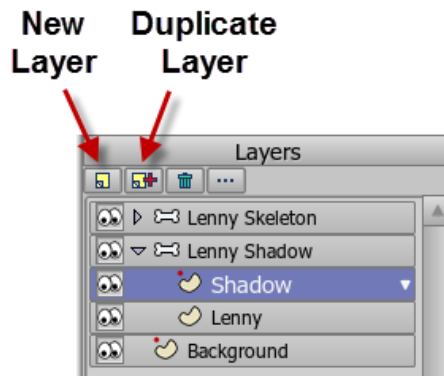 New Duplicate
Layer Layer
Layers
Lenny Skeleton
Lenny Shadow
Shadow
Lenny
Background